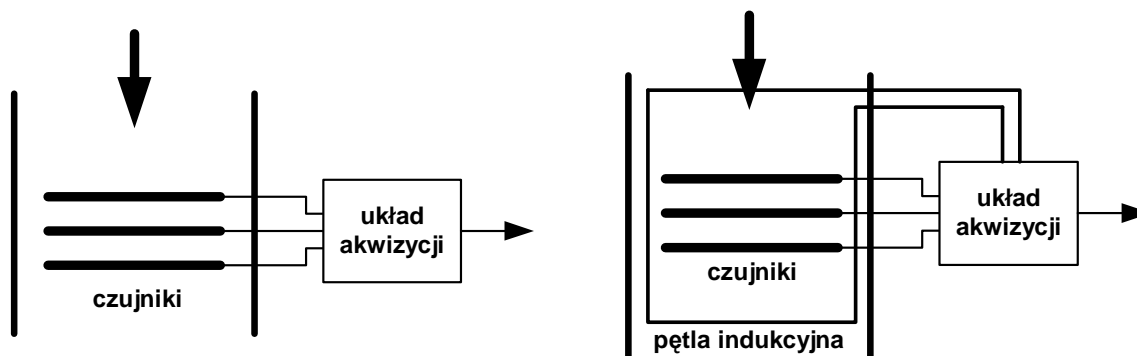 układ
akwizycji
czujniki
układ
akwizycji
czujniki
pętla indukcyjna